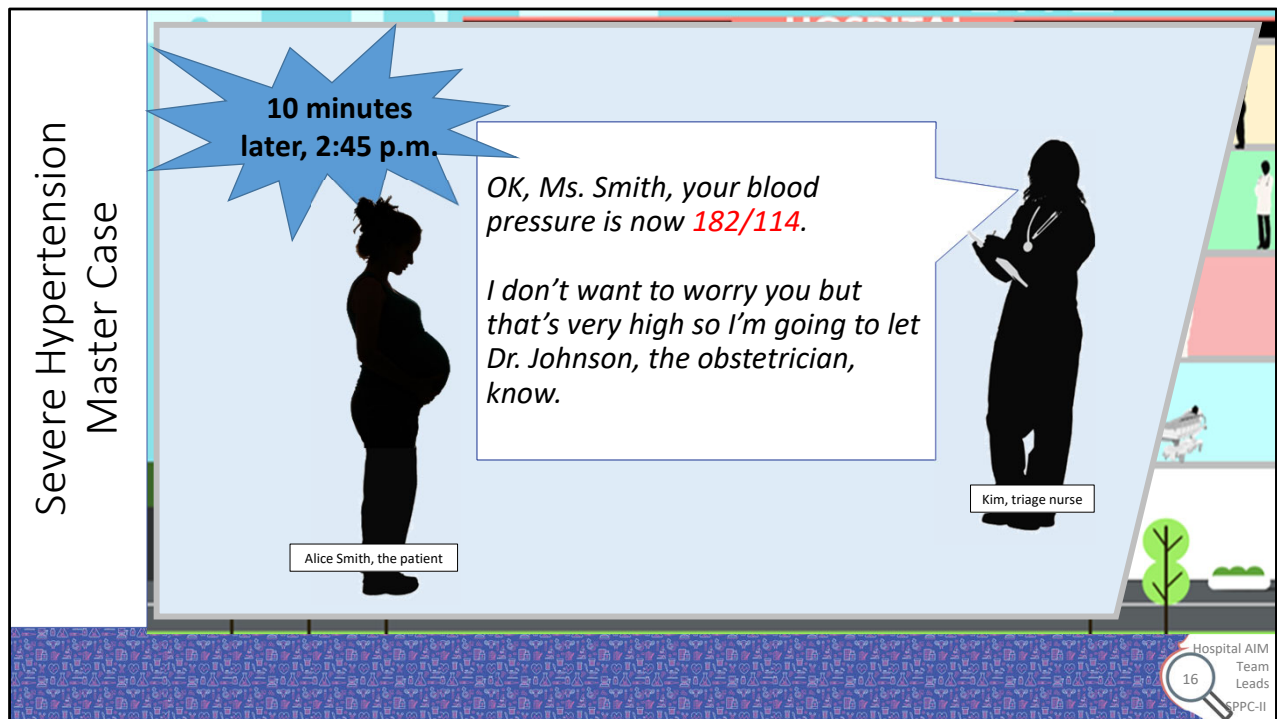 HOSPITAL
Severe Hypertension
Master Case
10 minutes
later, 2:45 p.m.
OK, Ms. Smith, your blood
pressure is now 182/114.
I don’t want to worry you but
that’s very high so I’m going to let
Dr. Johnson, the obstetrician,
know.
Kim, triage nurse
Alice Smith, the patient
Hospital AIM
Team
Leads
SPPC-II
16